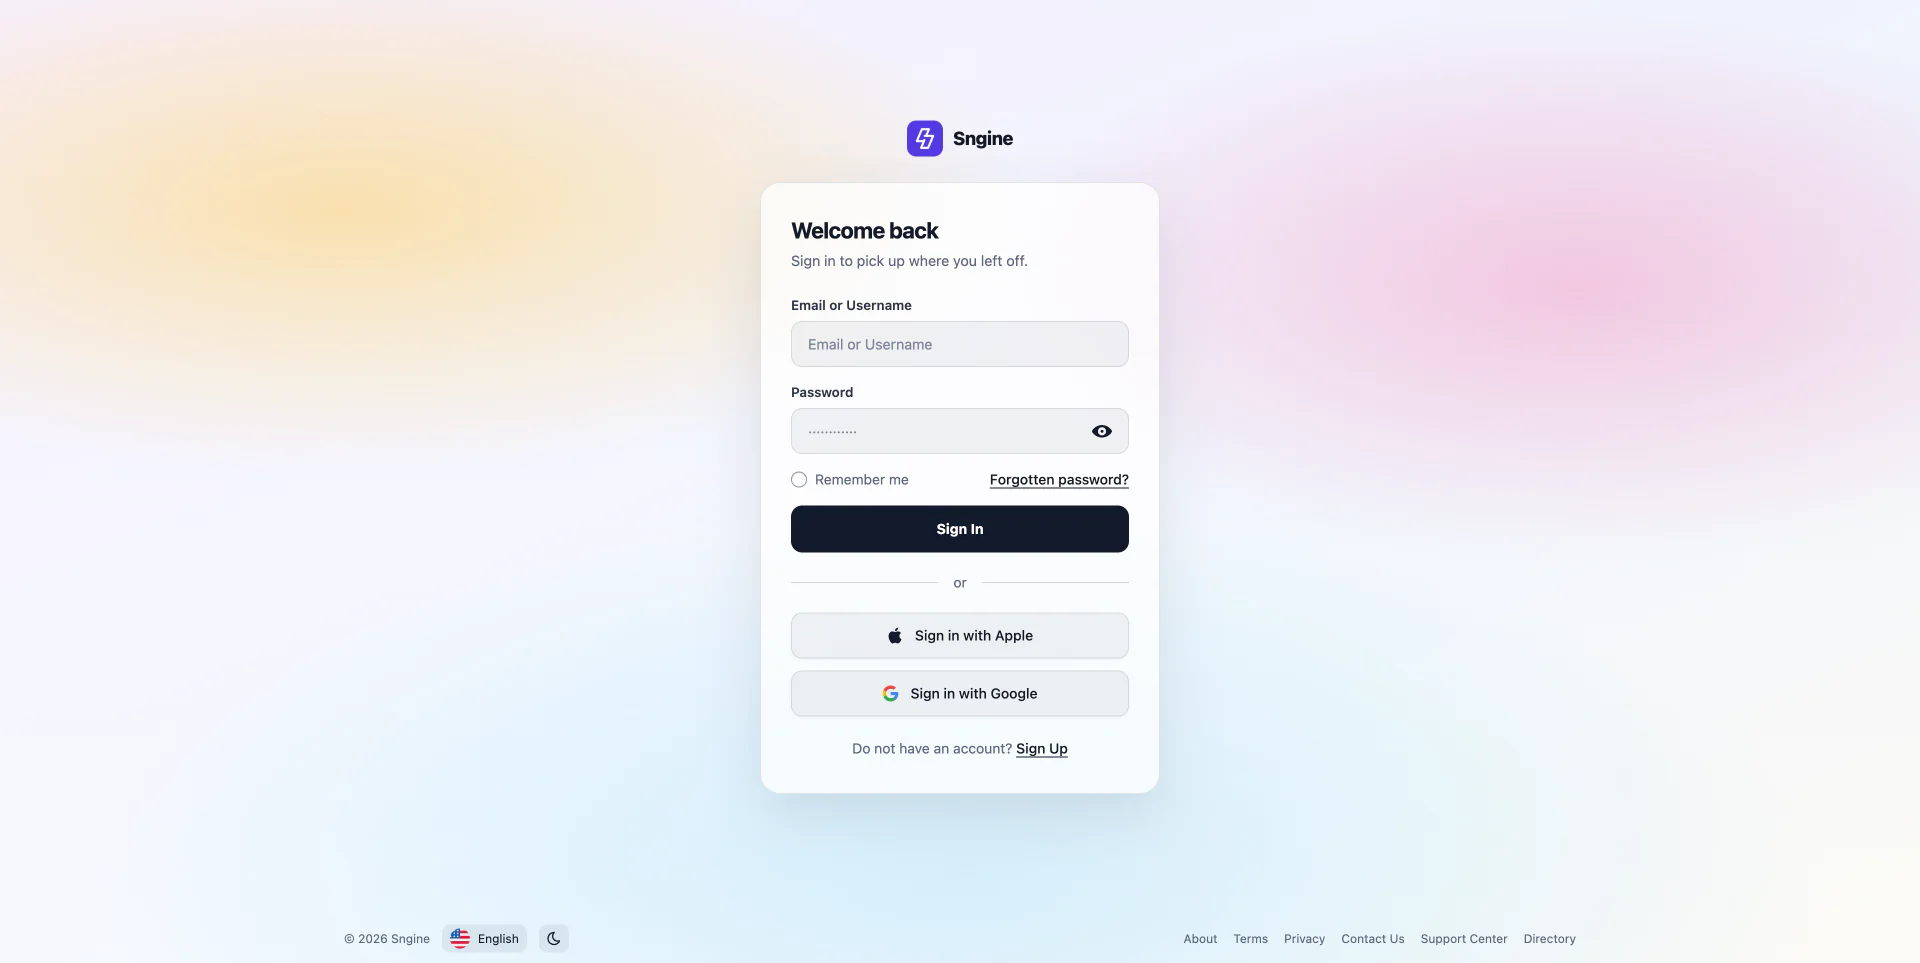 Sngine
Welcome back
Sign in to pick up where you left off.
Email or Username
Email or Username
Password
············
Remember me
Forgotten password?
Sign In
or
Sign in with Apple
Sign in with Google
Do not have an account? Sign Up
© 2026 Sngine
English
About
Terms
Privacy
Contact Us
Support Center
Directory